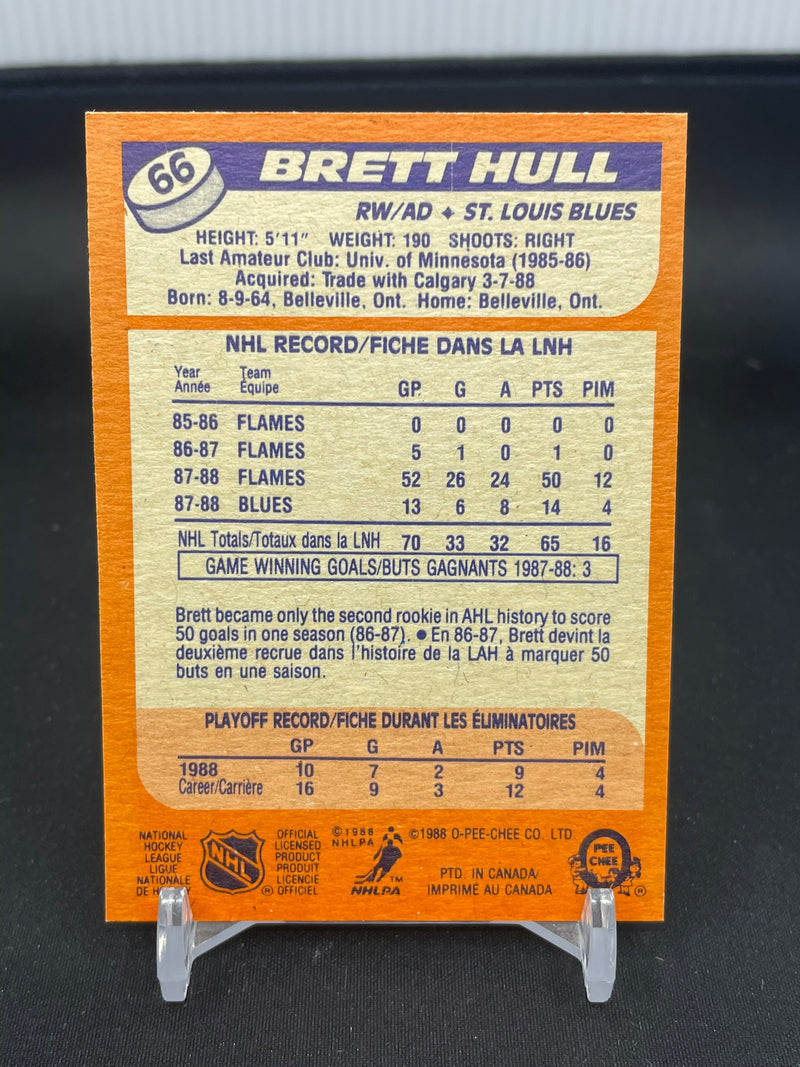 66
BRETT HULL
RW/AD ✦ ST. LOUIS BLUES
HEIGHT: 5'11" WEIGHT: 190 SHOOTS: RIGHT
Last Amateur Club: Univ. of Minnesota (1985-86)
Acquired: Trade with Calgary 3-7-88
Born: 8-9-64, Belleville, Ont. Home: Belleville, Ont.
NHL RECORD/FICHE DANS LA LNH
Year Team
Année Équipe GP G A PTS PIM
85-86 FLAMES 0 0 0 0 0
86-87 FLAMES 5 1 0 1 0
87-88 FLAMES 52 26 24 50 12
87-88 BLUES 13 6 8 14 4
NHL Totals/Totaux dans la LNH 70 33 32 65 16
GAME WINNING GOALS/BUTS GAGNANTS 1987-88: 3
Brett became only the second rookie in AHL history to score
50 goals in one season (86-87). ● En 86-87, Brett devint la
deuxième recrue dans l'histoire de la LAH à marquer 50
buts en une saison.
PLAYOFF RECORD/FICHE DURANT LES ÉLIMINATOIRES
GP G A PTS PIM
1988 10 7 2 9 4
Career/Carrière 16 9 3 12 4
NATIONAL
HOCKEY
LEAGUE
LIGUE
NATIONALE
DE H
NHL
®
OFFICIAL
LICENSED
PRODUCT
PRODUIT
LICENCIE
OFFICIEL
©1988
NHLPA
NHLPA
TM
©1988 O-PEE-CHEE CO. LTD.
PTD. IN CANADA/
IMPRIMÉ AU CANADA
O
PEE
CHEE
®